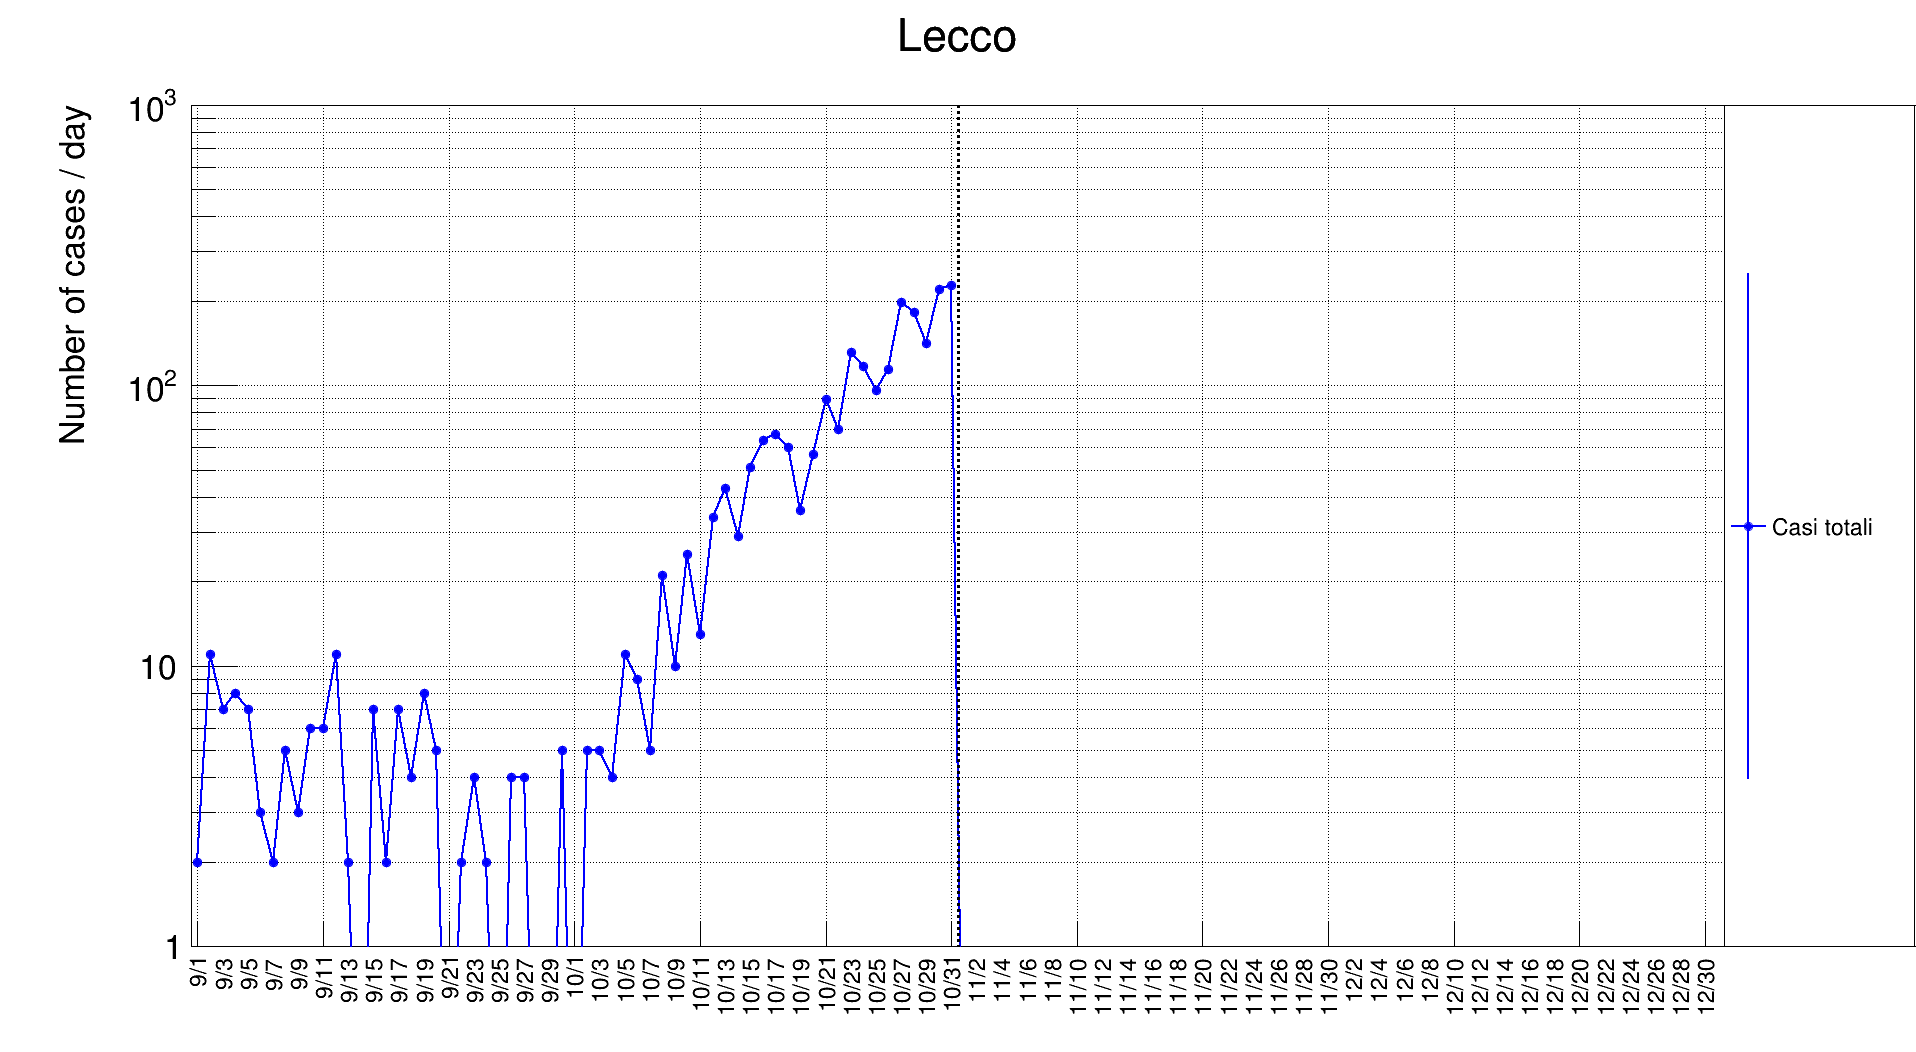 Lecco
Number of cases / day
10³
10²
10
1
9/1 9/3 9/5 9/7 9/9 9/11 9/13 9/15 9/17 9/19 9/21 9/23 9/25 9/27 9/29 10/1 10/3 10/5 10/7 10/9 10/11 10/13 10/15 10/17 10/19 10/21 10/23 10/25 10/27 10/29 10/31 11/2 11/4 11/6 11/8 11/10 11/12 11/14 11/16 11/18 11/20 11/22 11/24 11/26 11/28 11/30 12/2 12/4 12/6 12/8 12/10 12/12 12/14 12/16 12/18 12/20 12/22 12/24 12/26 12/28 12/30
Casi totali